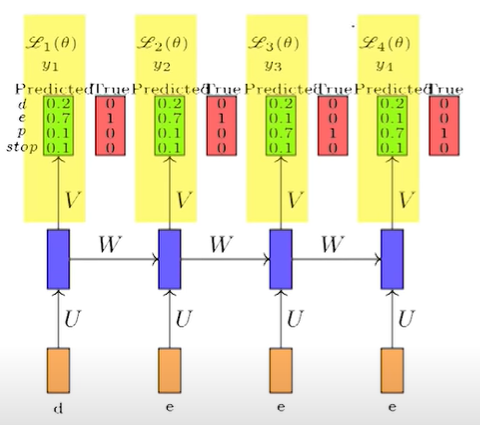 ℒ₁(θ) ℒ₂(θ) ℒ₃(θ) ℒ₄(θ)
y₁ y₂ y₃ y₄
Predicted True Predicted True Predicted True Predicted True
d 0.2 0 0.2 0 0.2 0 0.2 0
e 0.7 1 0.7 1 0.1 0 0.1 0
p 0.1 0 0.1 0 0.7 1 0.7 1
stop 0.1 0 0.1 0 0.1 0 0.1 0
V V V V
W W W
U U U U
d e e e